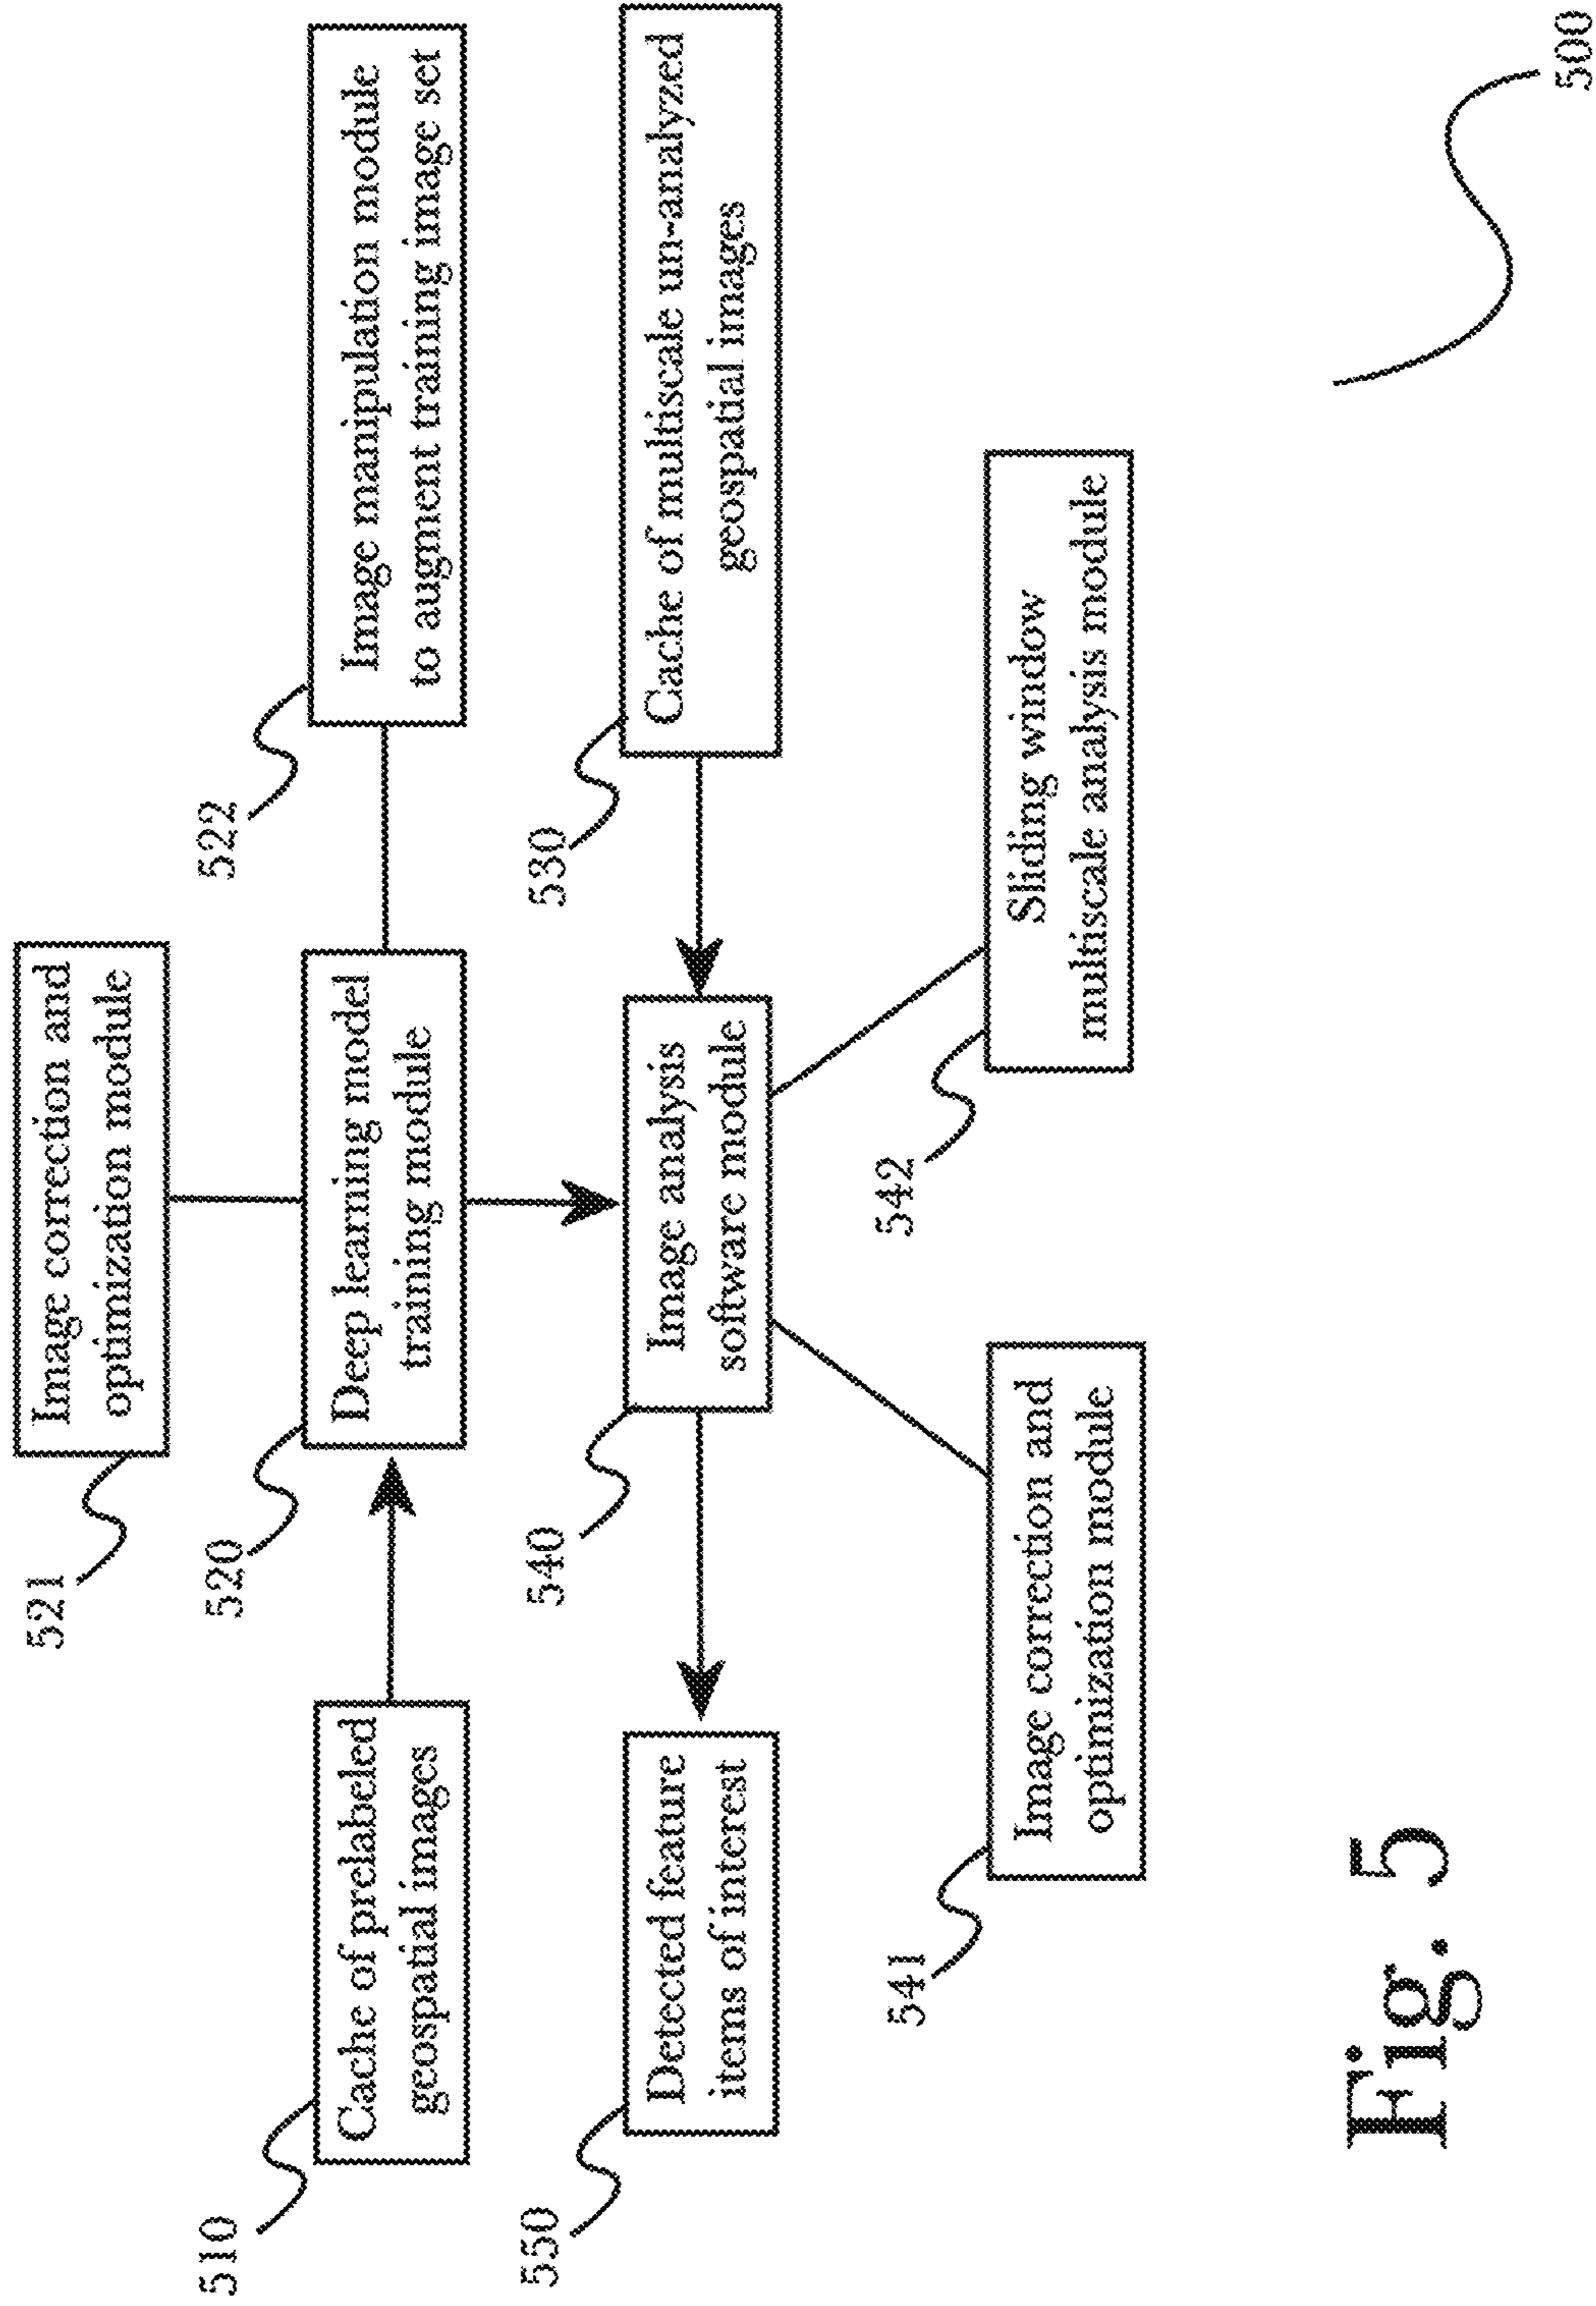 521
Image correction and
optimization module
510
Cache of prelabeled
geospatial images
520
Deep learning model
training module
522
Image manipulation module
to augment training image set
550
Detected feature
items of interest
540
Image analysis
software module
530
Cache of multiscale un-analyzed
geospatial images
541
Image correction and
optimization module
542
Sliding window
multiscale analysis module
Fig. 5
500